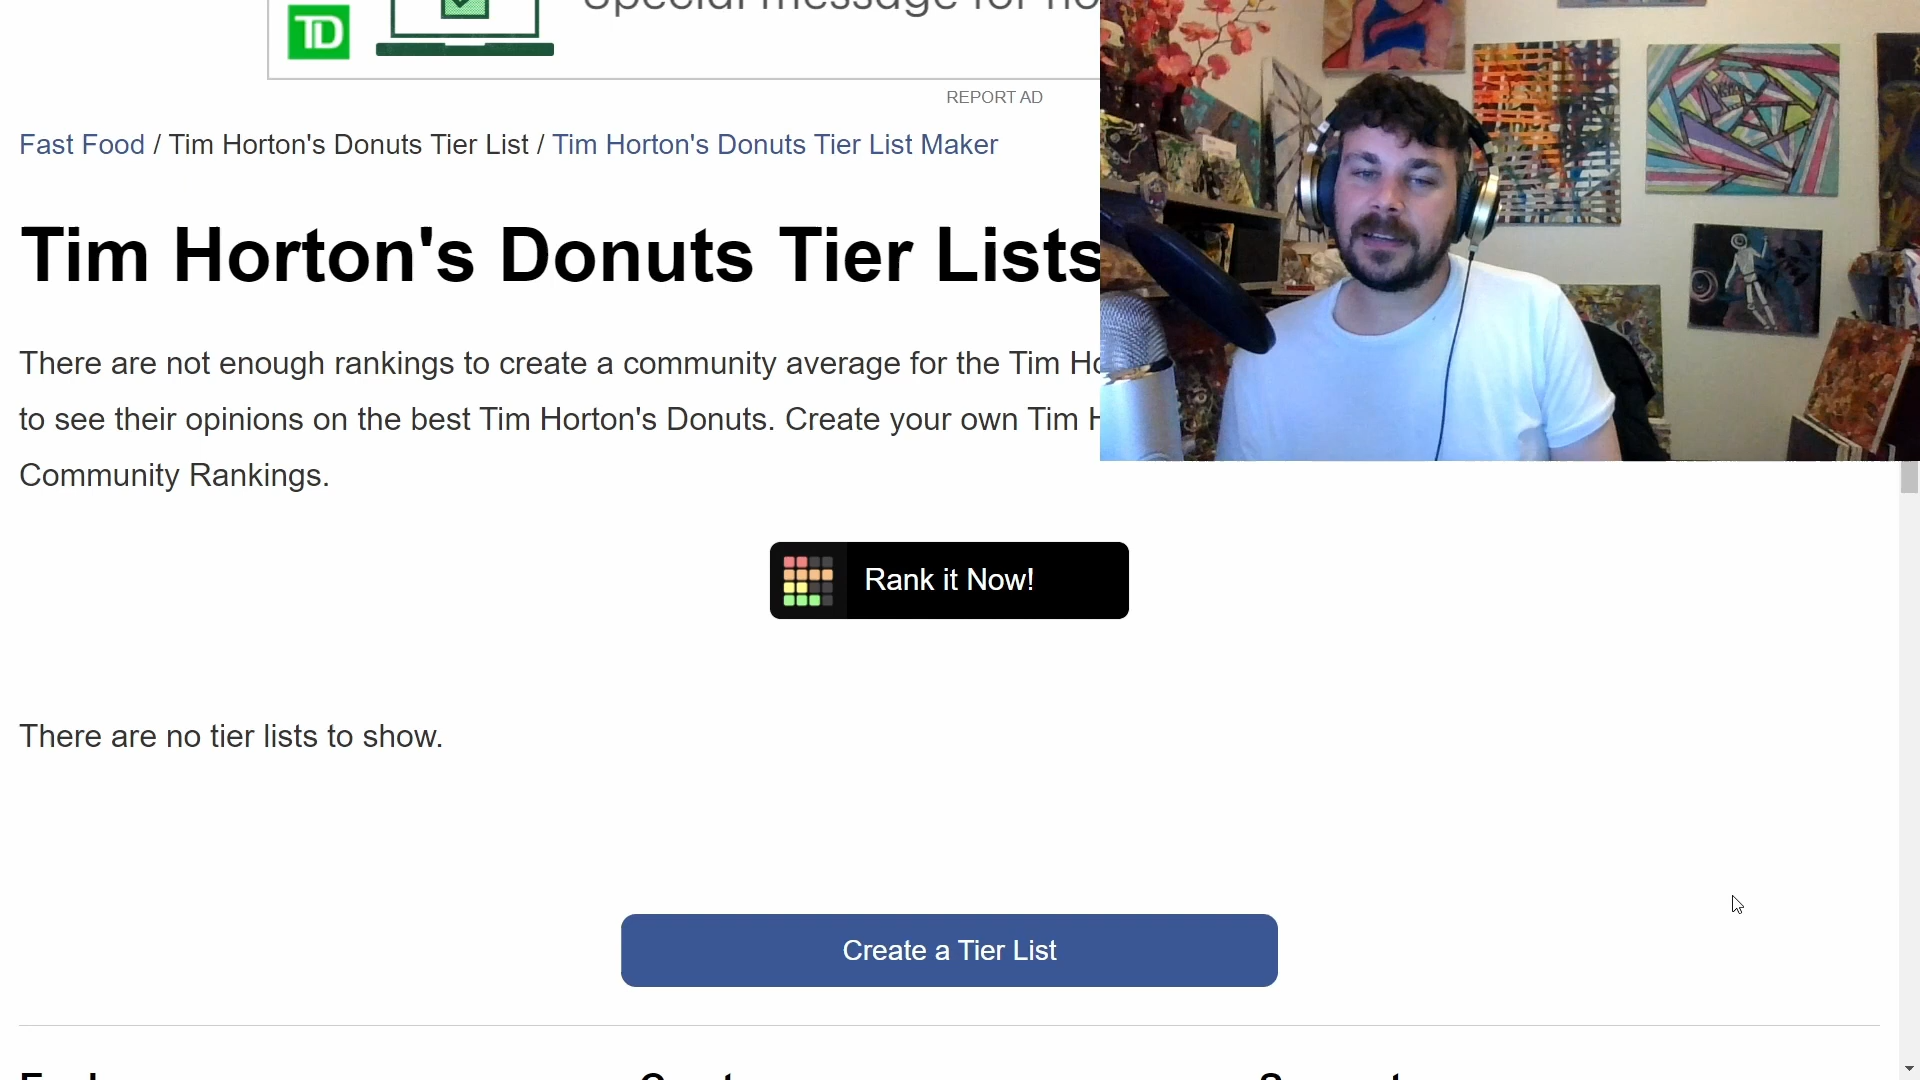 Special message for
TD
REPORT AD
Fast Food / Tim Horton's Donuts Tier List / Tim Horton's Donuts Tier List Maker
Tim Horton's Donuts Tier Lists
There are not enough rankings to create a community average for the Tim
to see their opinions on the best Tim Horton's Donuts. Create your own Tim
Community Rankings.
Rank it Now!
There are no tier lists to show.
Create a Tier List